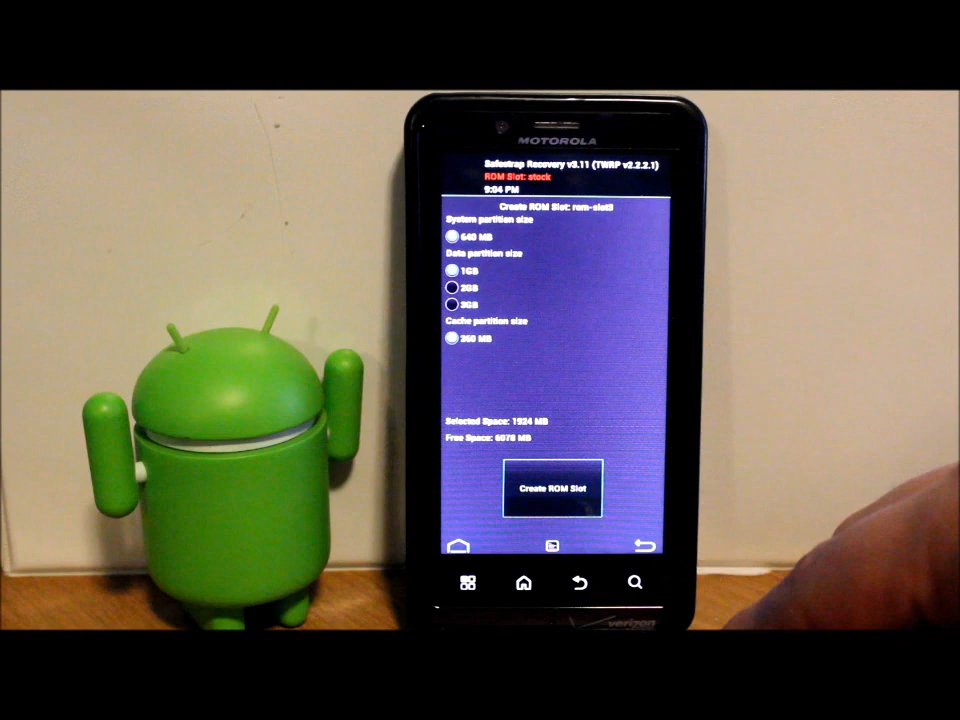 MOTOROLA
Safestrap Recovery v3.11 (TWRP v2.2.2.1)
ROM Slot: stock
9:04 PM
Create ROM Slot: rom-slot3
System partition size
640 MB
Data partition size
1GB
2GB
3GB
Cache partition size
360 MB
Selected Space: 1924 MB
Free Space: 6078 MB
Create ROM Slot
verizon